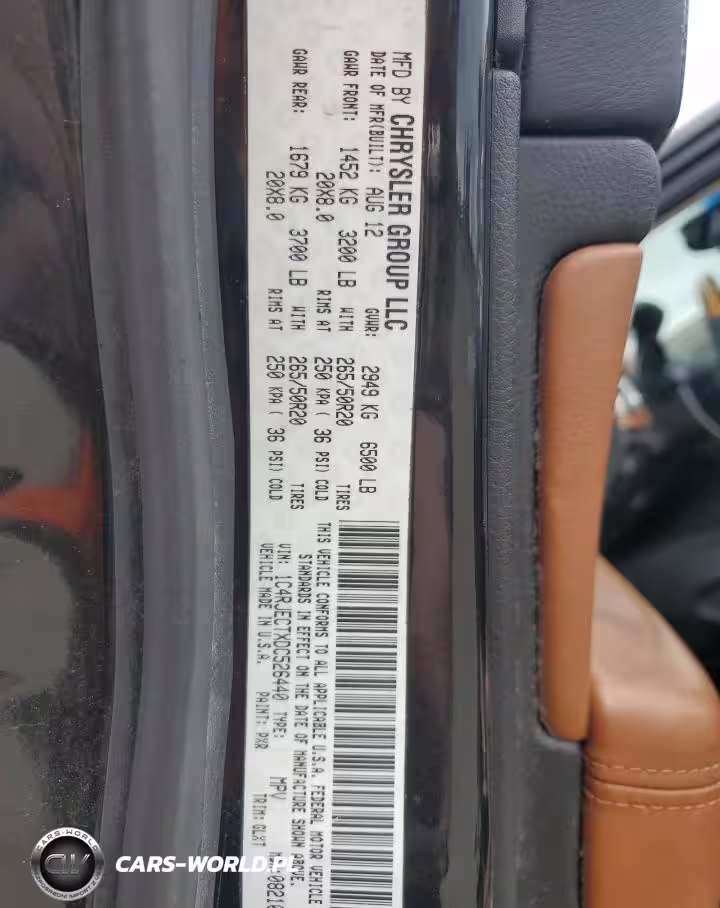 MFD BY CHRYSLER GROUP LLC
DATE OF MFR(BUILT): AUG 12 GVWR: 2949 KG 6500 LB
GAWR FRONT: 1452 KG 3200 LB WITH 265/50R20 TIRES
20X8.0 RIMS AT 250 KPA ( 36 PSI) COLD
GAWR REAR: 1679 KG 3700 LB WITH 265/50R20 TIRES
20X8.0 RIMS AT 250 KPA ( 36 PSI) COLD
THIS VEHICLE CONFORMS TO ALL APPLICABLE U.S.A. FEDERAL MOTOR VEHICLE
STANDARDS IN EFFECT ON THE DATE OF MANUFACTURE SHOWN ABOVE.
VIN: 1C4RJECTXDC526440 TYPE: MPV
VEHICLE MADE IN U.S.A. PAINT: PXR TRIM: GLXT
CARS-WORLD
CW
CARS-WORLD.PL